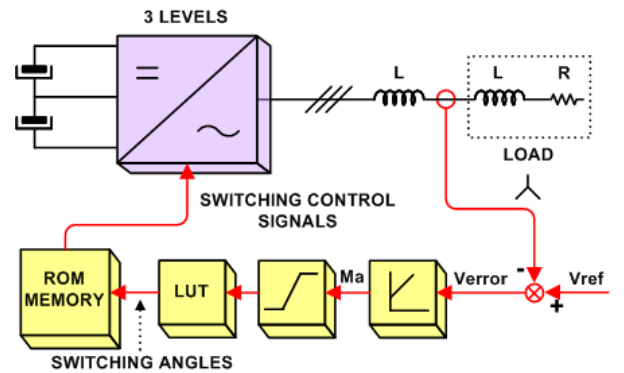 3 LEVELS
L
L
R
LOAD
SWITCHING CONTROL
SIGNALS
ROM
MEMORY
LUT
Ma
Verror
-
+
Vref
SWITCHING ANGLES